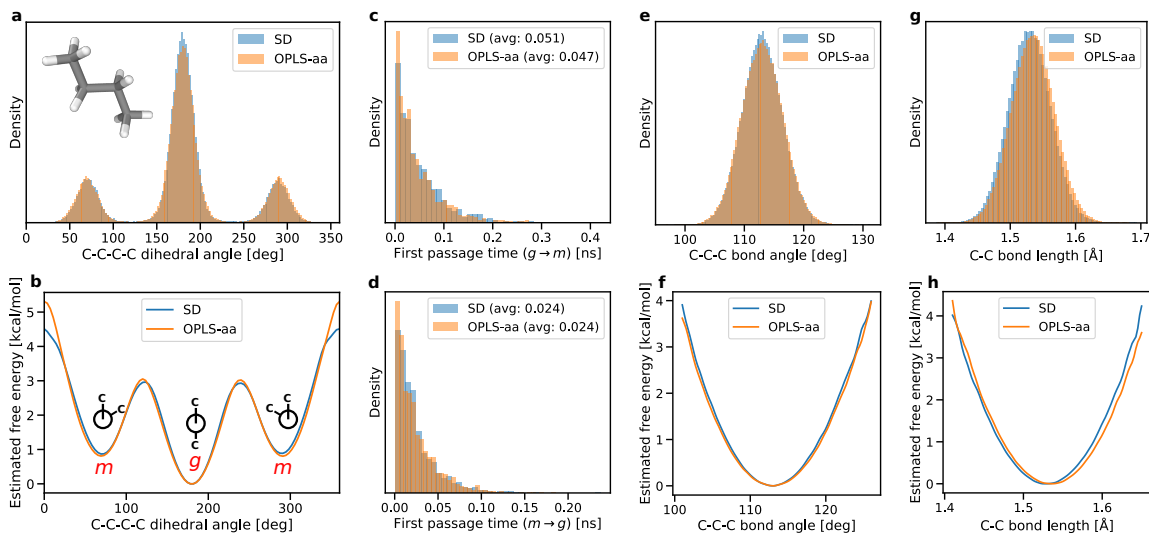 a
SD
OPLS-aa
Density
0 50 100 150 200 250 300 350
C-C-C-C dihedral angle [deg]
c
SD (avg: 0.051)
OPLS-aa (avg: 0.047)
Density
0.0 0.1 0.2 0.3 0.4
First passage time (g → m) [ns]
e
SD
OPLS-aa
Density
100 110 120 130
C-C-C bond angle [deg]
g
SD
OPLS-aa
Density
1.4 1.5 1.6 1.7
C-C bond length [Å]
b
SD
OPLS-aa
Estimated free energy [kcal/mol]
5
4
3
2
1
0
C C
m
C
C
g
C C
m
0 100 200 300
C-C-C-C dihedral angle [deg]
d
SD (avg: 0.024)
OPLS-aa (avg: 0.024)
Density
0.00 0.05 0.10 0.15 0.20
First passage time (m → g) [ns]
f
SD
OPLS-aa
Estimated free energy [kcal/mol]
4
3
2
1
0
100 110 120
C-C-C bond angle [deg]
h
SD
OPLS-aa
Estimated free energy [kcal/mol]
4
3
2
1
0
1.5 1.6
C-C bond length [Å]